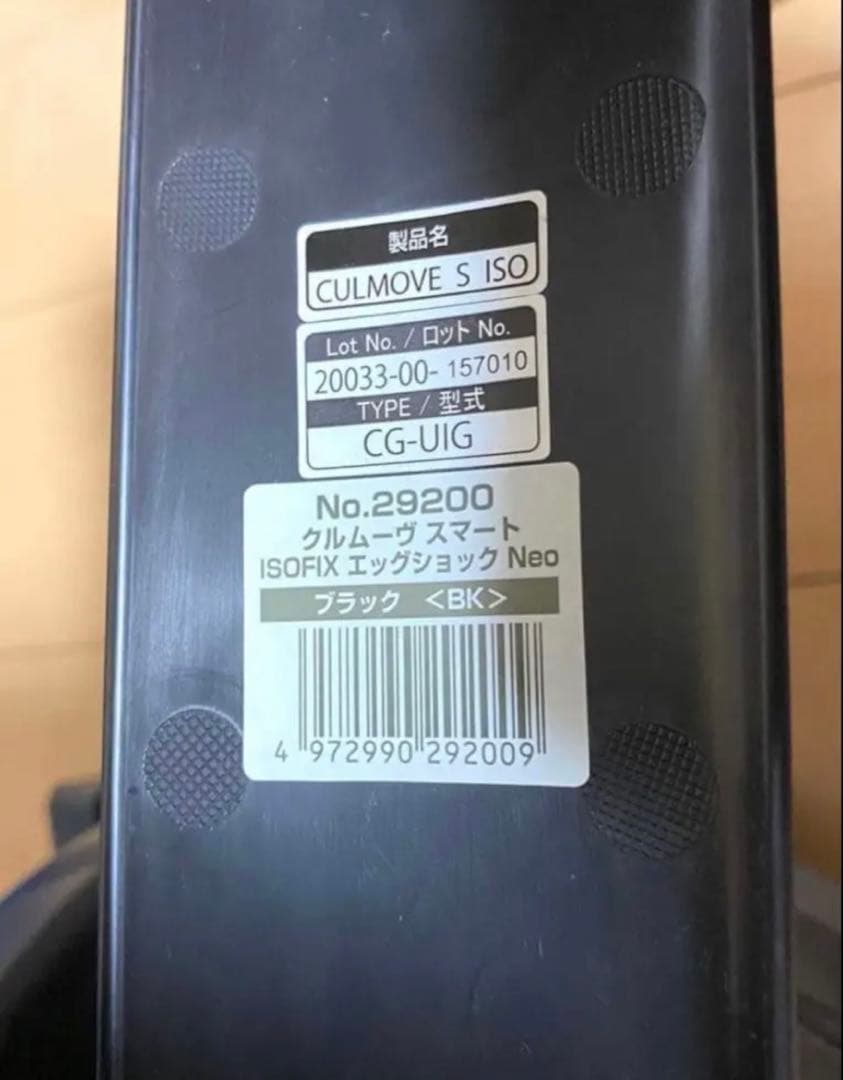 製品名
CULMOVE S ISO
Lot No. / ロット No.
20033-00- 157010
TYPE / 型式
CG-UIG
No.29200
クルムーヴ スマート
ISOFIX エッグショック Neo
ブラック <BK>
4 972990 292009